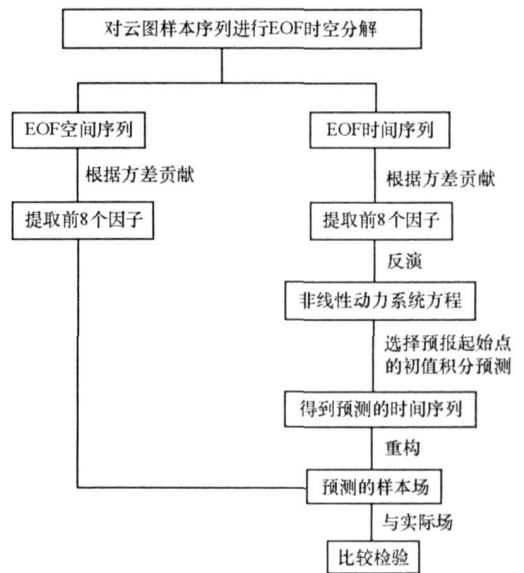 对云图样本序列进行EOF时空分解
EOF空间序列
EOF时间序列
根据方差贡献
根据方差贡献
提取前8个因子
提取前8个因子
反演
非线性动力系统方程
选择预报起始点
的初值积分预测
得到预测的时间序列
重构
预测的样本场
与实际场
比较检验